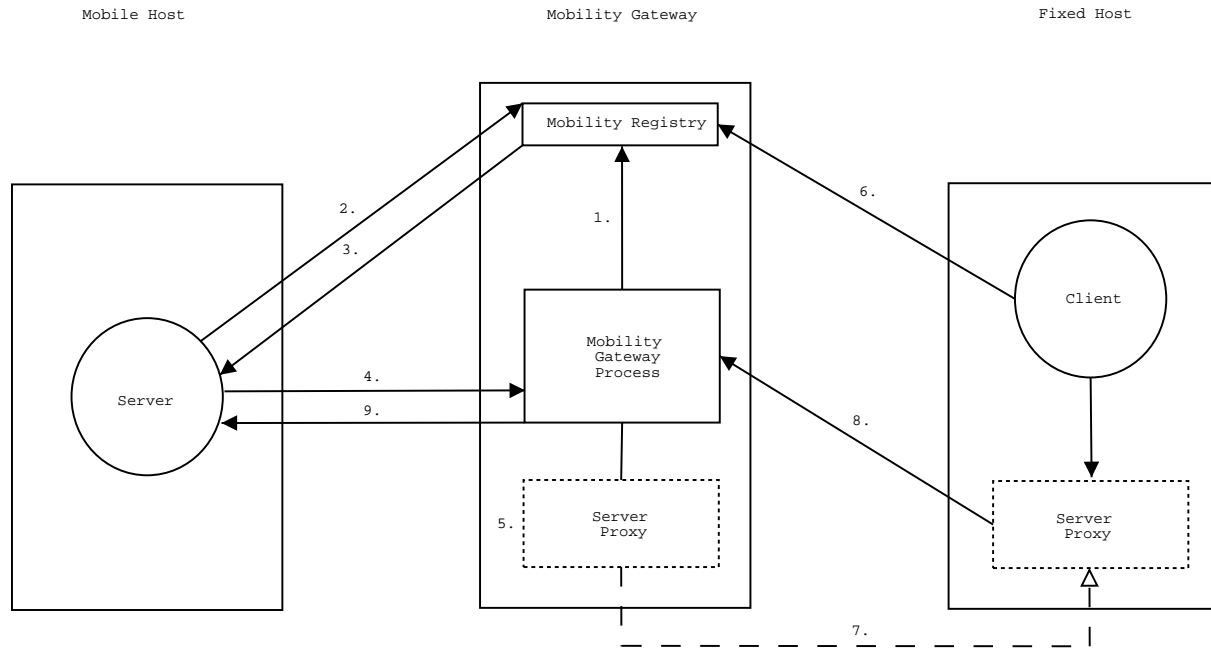 Mobile Host
Mobility Gateway
Fixed Host
Mobility Registry
2.
3.
1.
6.
Client
Mobility
Gateway
Process
4.
9.
Server
8.
5.
Server
Proxy
Server
Proxy
7.